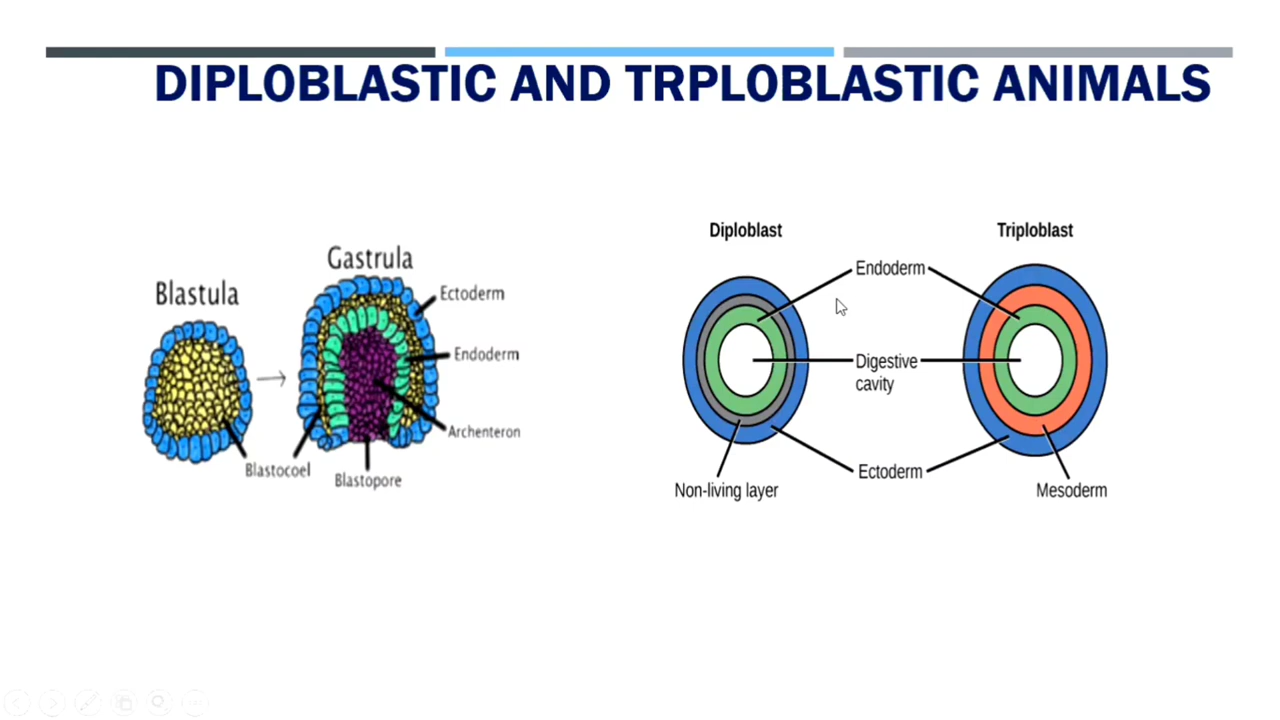 DIPLOBLASTIC AND TRPLOBLASTIC ANIMALS
Blastula
Gastrula
Ectoderm
Endoderm
Archenteron
Blastocoel
Blastopore
Diploblast
Triploblast
Endoderm
Digestive
cavity
Ectoderm
Non-living layer
Mesoderm